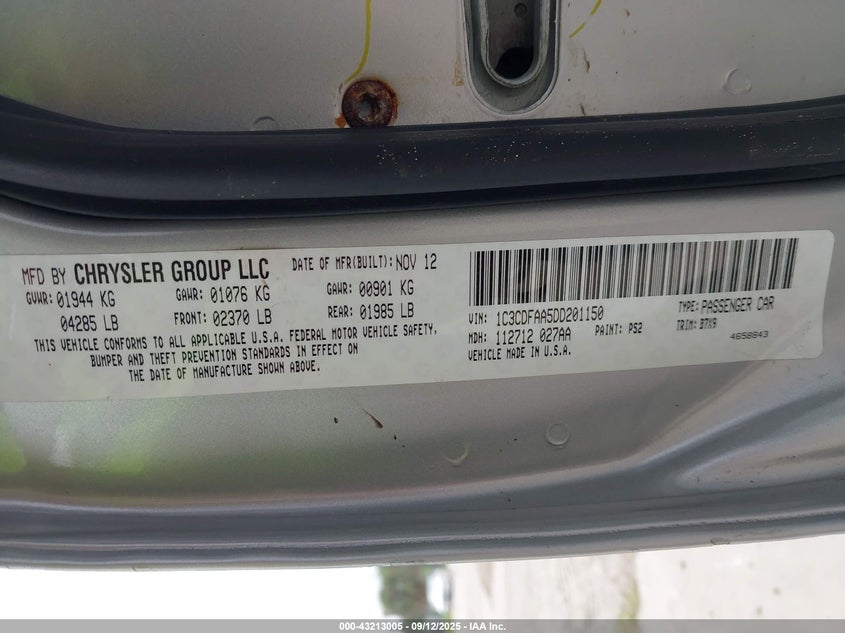 MFD BY CHRYSLER GROUP LLC DATE OF MFR(BUILT): NOV 12
GVWR: 01944 KG GAWR: 01076 KG GAWR: 00901 KG
04285 LB FRONT: 02370 LB REAR: 01985 LB
THIS VEHICLE CONFORMS TO ALL APPLICABLE U.S.A. FEDERAL MOTOR VEHICLE SAFETY,
BUMPER AND THEFT PREVENTION STANDARDS IN EFFECT ON
THE DATE OF MANUFACTURE SHOWN ABOVE.
VIN: 1C3CDFAA5DD201150 TYPE: PASSENGER CAR
MDH: 112712 027AA PAINT: PS2 TRIM: B7X9
VEHICLE MADE IN U.S.A. 4658843
000-43213005 - 09/12/2025 - IAA Inc.